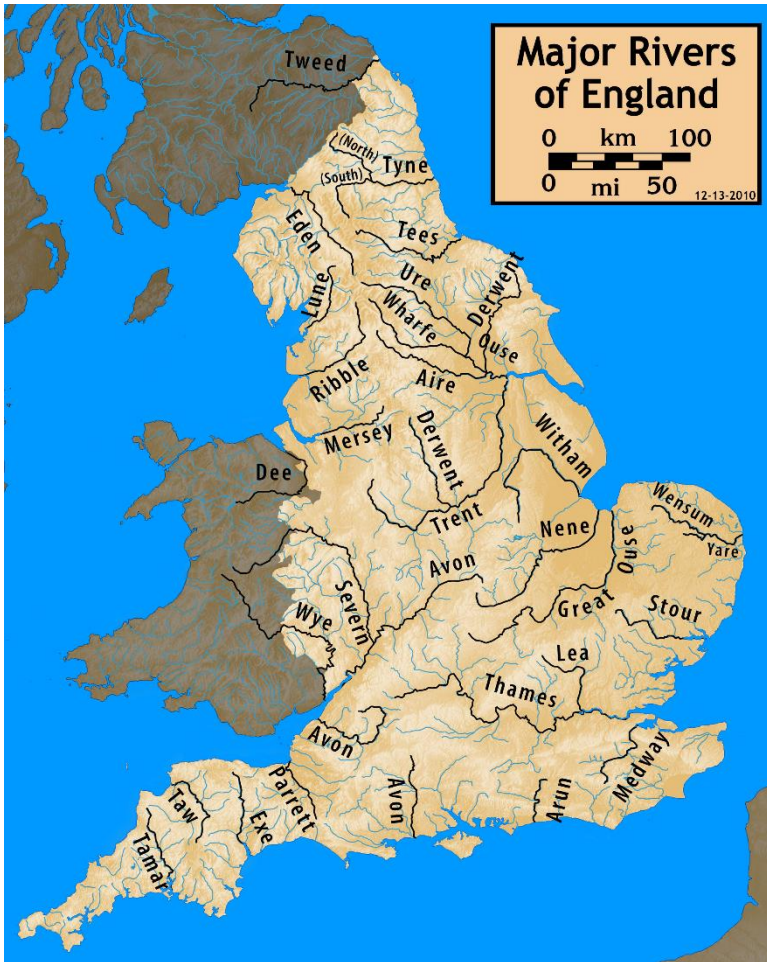 Major Rivers
of England
0 km 100
0 mi 50
12-13-2010
Tweed
(North)
Tyne
(South)
Eden
Tees
Ure
Derwent
Lune
Wharfe
Ouse
Ribble
Aire
Mersey
Derwent
Witham
Dee
Trent
Wensum
Nene
Ouse
Yare
Avon
Severn
Great
Stour
Wye
Lea
Thames
Avon
Medway
Parrett
Avon
Arun
Taw
Exe
Tamar